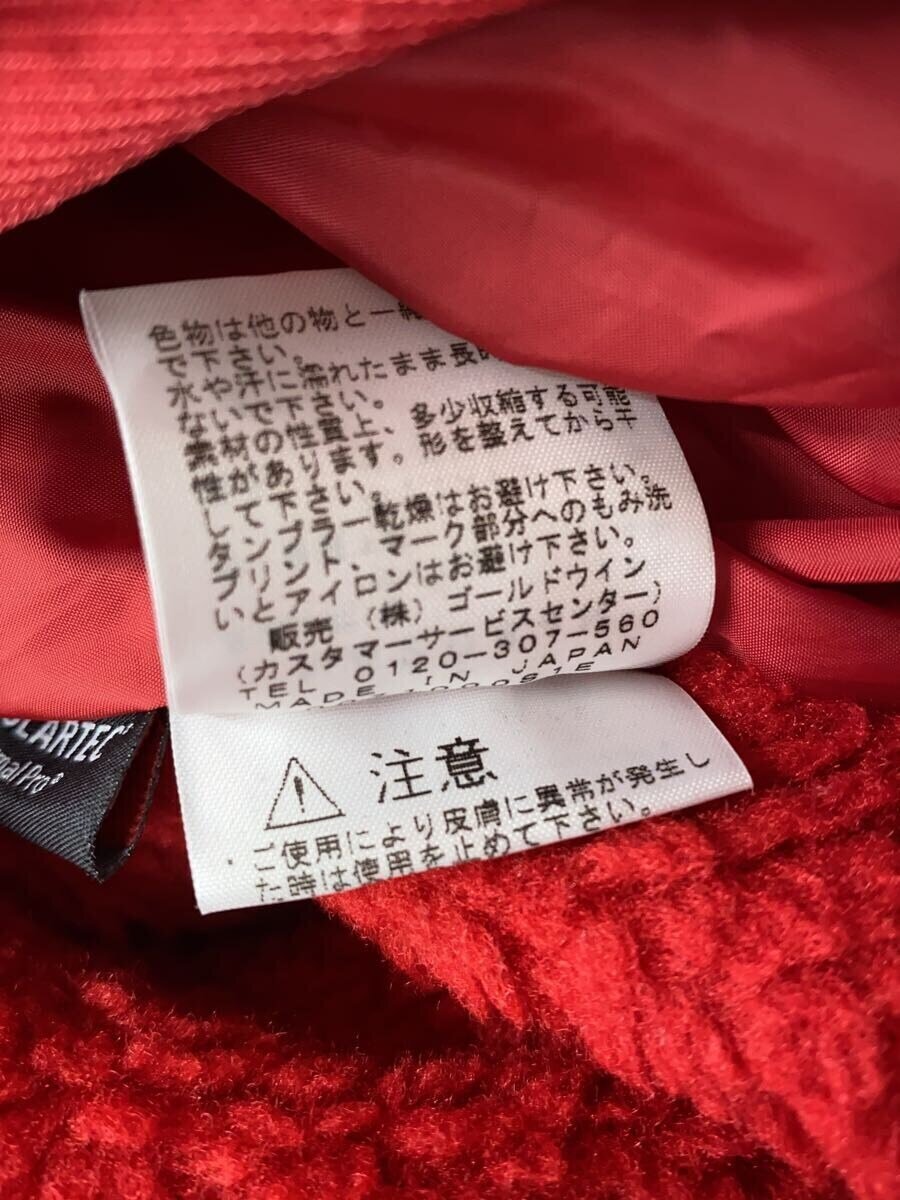 色物は他の物と一緒
で下さい。
水や汗に濡れたまま長時
ないで下さい。
素材の性質上、多少収縮する可能
性があります。形を整えてから干
して下さい。
タンブラー乾燥はお避け下さい。
プリント、マーク部分へのもみ洗
いとアイロンはお避け下さい。
販売 (株) ゴールドウイン
(カスタマーサービスセンター)
TEL 0120-307-560
MADE IN JAPAN
OLARTEC
malPro
注意
ご使用により皮膚に異常が発生し
た時は使用を止めて下さい。